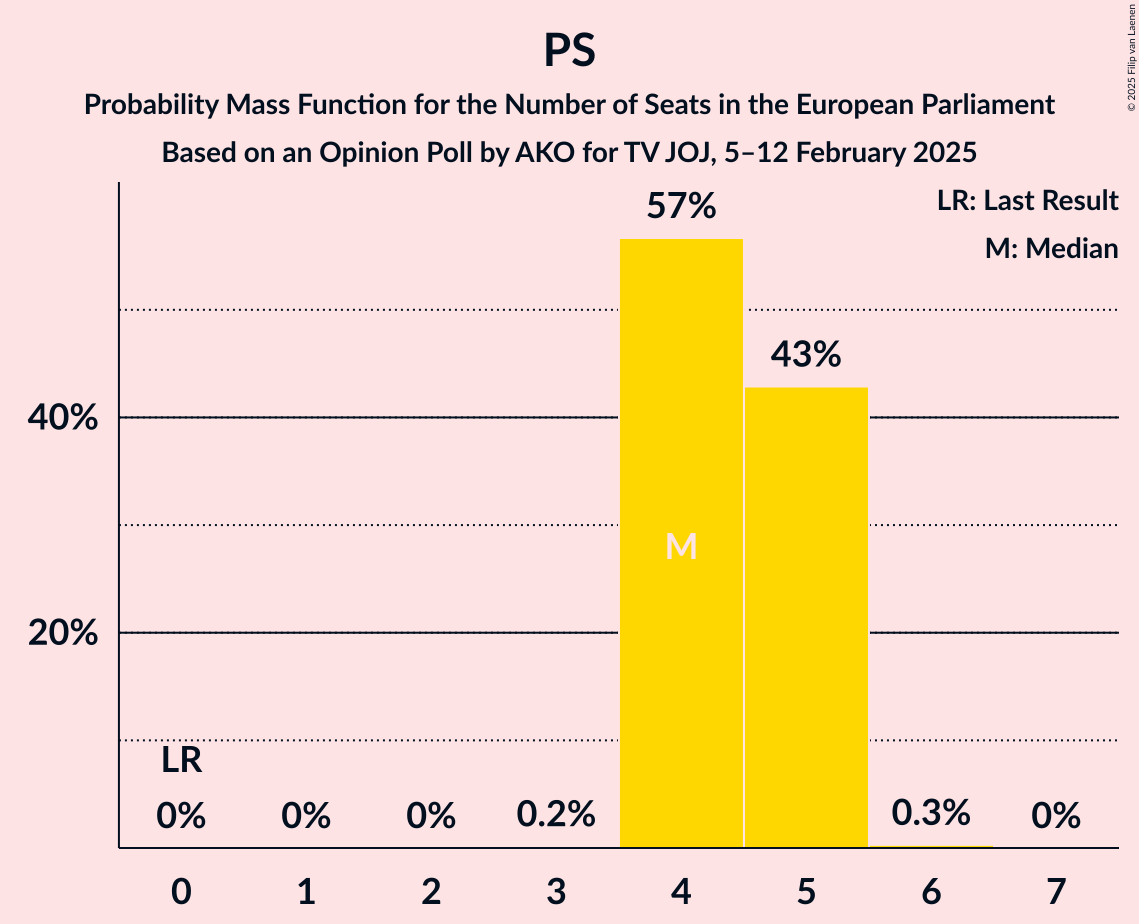 PS
Probability Mass Function for the Number of Seats in the European Parliament
Based on an Opinion Poll by AKO for TV JOJ, 5–12 February 2025
© 2025 Filip van Laenen
LR: Last Result
M: Median
57%
43%
40%
M
20%
LR
0% 0% 0% 0.2% 0.3% 0%
0 1 2 3 4 5 6 7